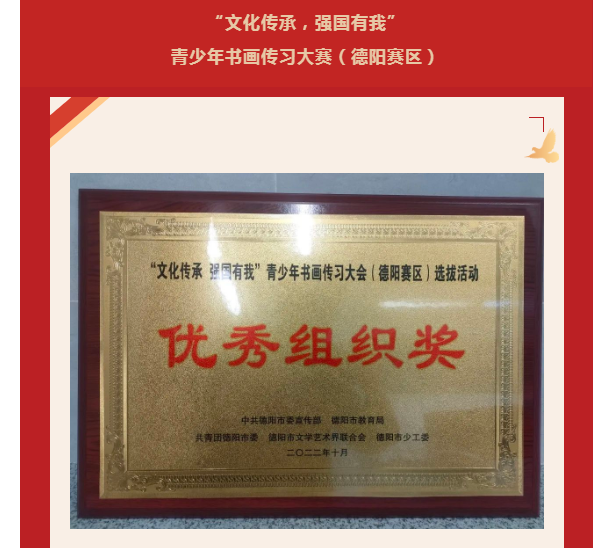 “文化传承，强国有我”
青少年书画传习大赛（德阳赛区）
“文化传承 强国有我”青少年书画传习大会（德阳赛区）选拔活动
优秀组织奖
中共德阳市委宣传部 德阳市教育局
共青团德阳市委 德阳市文学艺术界联合会 德阳市少工委
二〇二二年十月